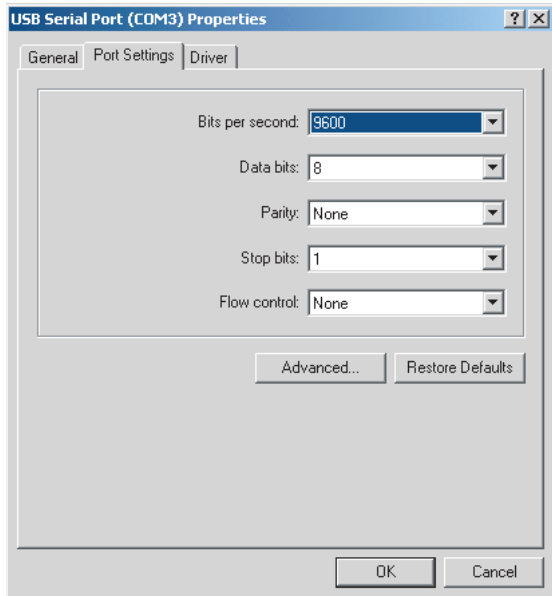 USB Serial Port (COM3) Properties
General Port Settings Driver
Bits per second: 9600
Data bits: 8
Parity: None
Stop bits: 1
Flow control: None
Advanced... Restore Defaults
OK Cancel